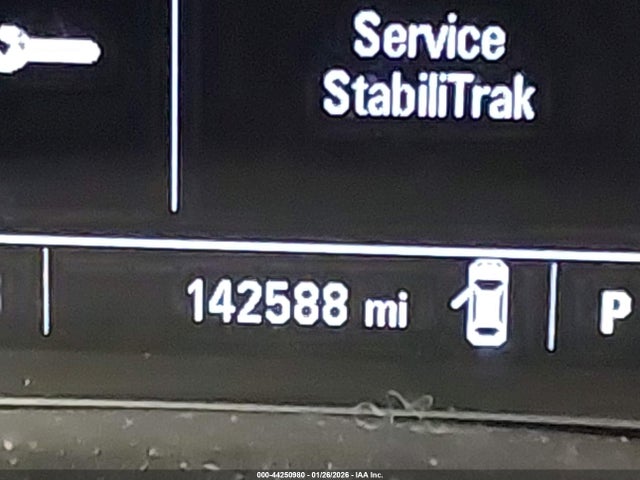 Service
StabiliTrak
142588 mi
P
000-44250980 - 01/26/2026 - IAA Inc.